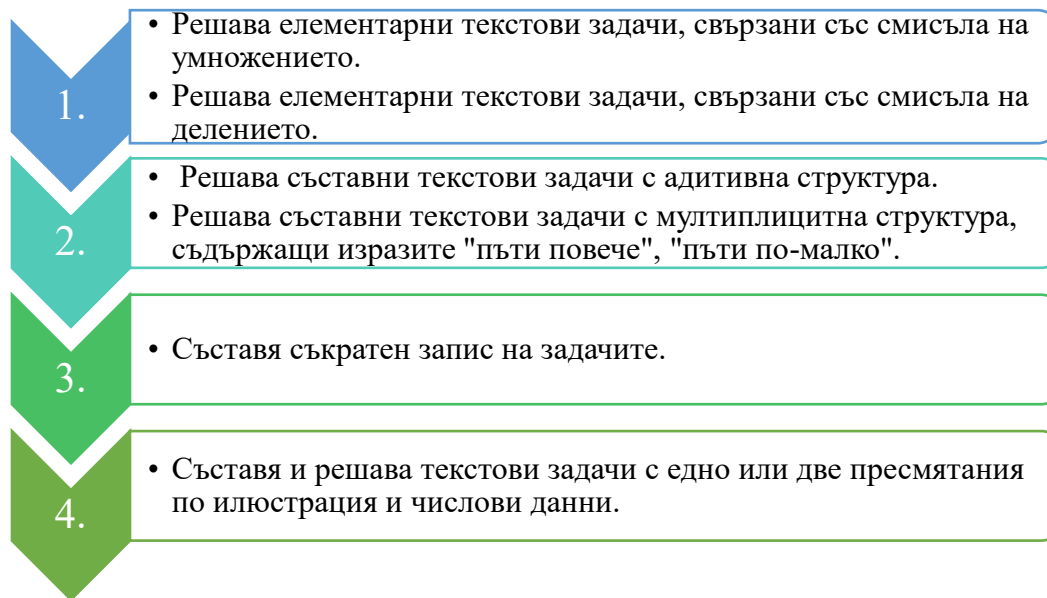 1.
• Решава елементарни текстови задачи, свързани със смисъла на
умножението.
• Решава елементарни текстови задачи, свързани със смисъла на
делението.
2.
• Решава съставни текстови задачи с адитивна структура.
• Решава съставни текстови задачи с мултиплицитна структура,
съдържащи изразите "пъти повече", "пъти по-малко".
3.
• Съставя съкратен запис на задачите.
4.
• Съставя и решава текстови задачи с едно или две пресмятания
по илюстрация и числови данни.